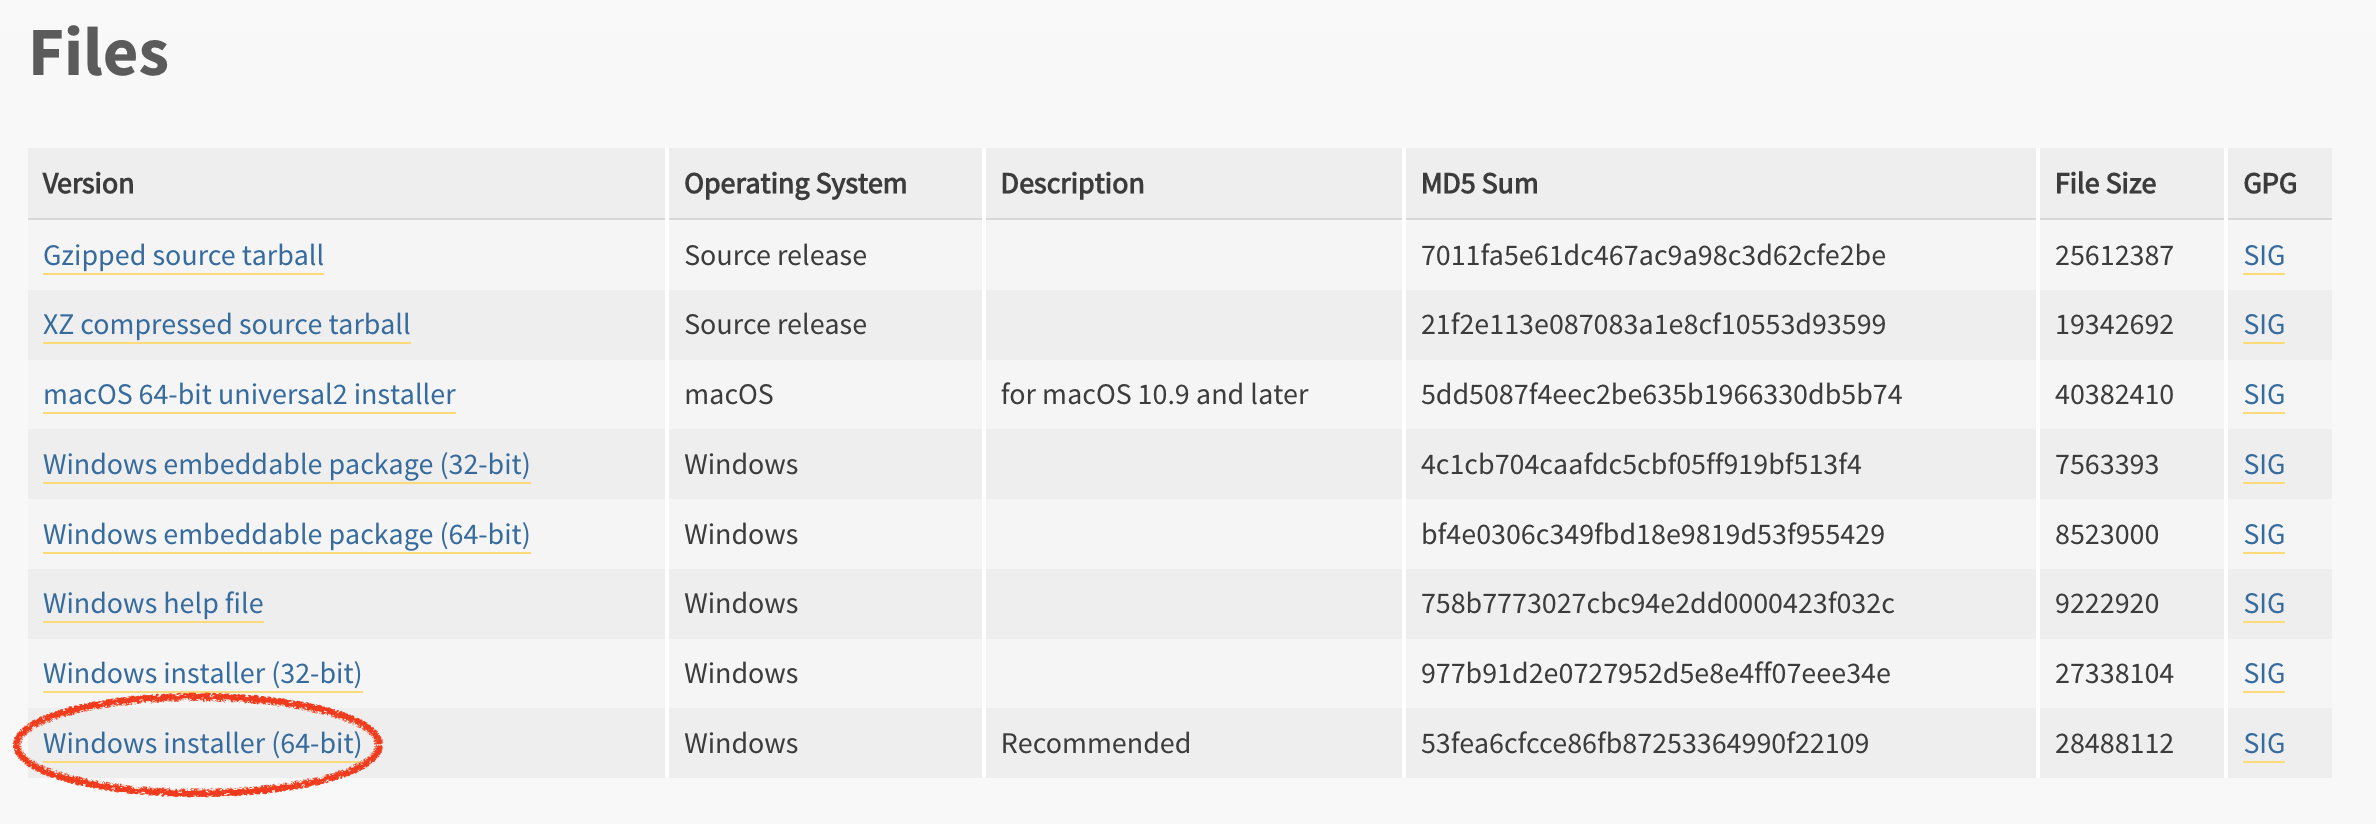 Files
Version Operating System Description MD5 Sum File Size GPG
Gzipped source tarball Source release 7011fa5e61dc467ac9a98c3d62cfe2be 25612387 SIG
XZ compressed source tarball Source release 21f2e113e087083a1e8cf10553d93599 19342692 SIG
macOS 64-bit universal2 installer macOS for macOS 10.9 and later 5dd5087f4eec2be635b1966330db5b74 40382410 SIG
Windows embeddable package (32-bit) Windows 4c1cb704caafdc5cbf05ff919bf513f4 7563393 SIG
Windows embeddable package (64-bit) Windows bf4e0306c349fbd18e9819d53f955429 8523000 SIG
Windows help file Windows 758b7773027cbc94e2dd0000423f032c 9222920 SIG
Windows installer (32-bit) Windows 977b91d2e0727952d5e8e4ff07eee34e 27338104 SIG
Windows installer (64-bit) Windows Recommended 53fea6cfcce86fb87253364990f22109 28488112 SIG